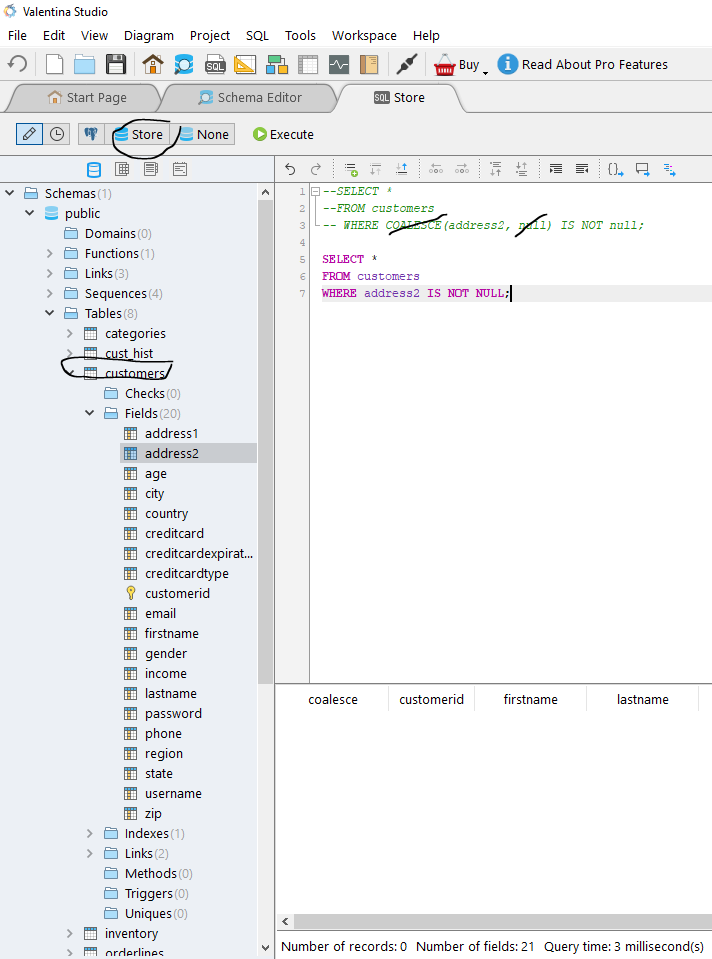 Valentina Studio
File Edit View Diagram Project SQL Tools Workspace Help
SQL Buy Read About Pro Features
Start Page Schema Editor SQL Store
Store None Execute
Schemas (1)
public
Domains (0)
Functions (1)
Links (3)
Sequences (4)
Tables (8)
categories
cust_hist
customers
Checks (0)
Fields (20)
address1
address2
age
city
country
creditcard
creditcardexpirat...
creditcardtype
customerid
email
firstname
gender
income
lastname
password
phone
region
state
username
zip
Indexes (1)
Links (2)
Methods (0)
Triggers (0)
Uniques (0)
inventory
orderlines
1 --SELECT *
2 --FROM customers
3 -- WHERE COALESCE(address2, null) IS NOT null;
4
5 SELECT *
6 FROM customers
7 WHERE address2 IS NOT NULL;
coalesce customerid firstname lastname
Number of records: 0 Number of fields: 21 Query time: 3 millisecond(s)